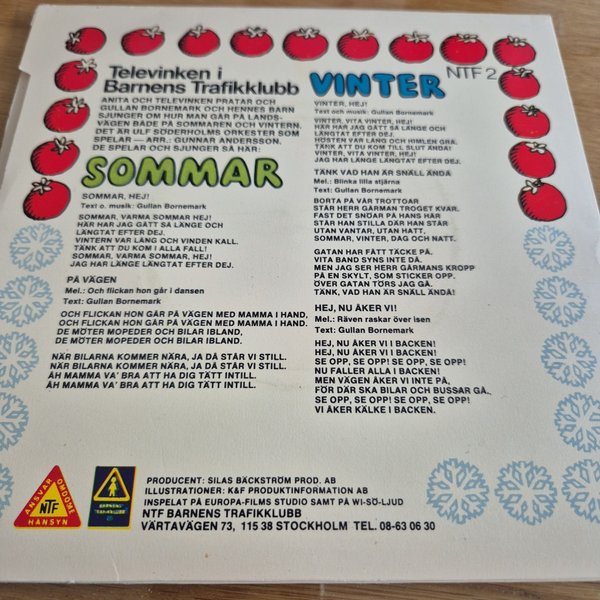 Televinken i
Barnens Trafikklubb
ANITA OCH TELEVINKEN PRATAR OCH
GULLAN BORNEMARK OCH HENNES BARN
SJUNGER OM HUR MAN GÅR PÅ LANDS-
VÄGEN BÅDE PÅ SOMMAREN OCH VINTERN.
DET ÄR ULF SÖDERHOLMS ORKESTER SOM
SPELAR — ARR.: GUNNAR ANDERSSON.
DE SPELAR OCH SJUNGER SÅ HÄR:
SOMMAR
SOMMAR, HEJ!
Text o. musik: Gullan Bornemark
SOMMAR, VARMA SOMMAR HEJ!
HÄR HAR JAG GÅTT SÅ LÄNGE OCH
LÄNGTAT EFTER DEJ.
VINTERN VAR LÅNG OCH VINDEN KALL.
TÄNK ATT DU KOM I ALLA FALL!
SOMMAR, VARMA SOMMAR, HEJ!
JAG HAR LÄNGE LÄNGTAT EFTER DEJ.
PÅ VÄGEN
Mel.: Och flickan hon går i dansen
Text: Gullan Bornemark
OCH FLICKAN HON GÅR PÅ VÄGEN MED MAMMA I HAND,
OCH FLICKAN HON GÅR PÅ VÄGEN MED MAMMA I HAND.
DE MÖTER MOPEDER OCH BILAR IBLAND,
DE MÖTER MOPEDER OCH BILAR IBLAND.
NÄR BILARNA KOMMER NÄRA, JA DÅ STÅR VI STILL.
NÄR BILARNA KOMMER NÄRA, JA DÅ STÅR VI STILL.
ÅH MAMMA VA' BRA ATT HA DIG TÄTT INTILL.
ÅH MAMMA VA' BRA ATT HA DIG TÄTT INTILL.
VINTER
NTF 2
VINTER, HEJ!
Text och musik: Gullan Bornemark
VINTER, VITA VINTER, HEJ!
HÄR HAR JAG GÅTT SÅ LÄNGE OCH
LÄNGTAT EFTER DEJ.
HÖSTEN VAR LÅNG OCH HIMLEN GRÅ.
TÄNK ATT DU KOM TILL SLUT ÄNDÅ!
VINTER, VITA VINTER, HEJ!
JAG HAR LÄNGE LÄNGTAT EFTER DEJ.
TÄNK VAD HAN ÄR SNÄLL ÄNDÅ
Mel.: Blinka lilla stjärna
Text: Gullan Bornemark
BORTA PÅ VÅR TROTTOAR
STÅR HERR GÄRMAN TROGET KVAR.
FAST DET SNÖAR PÅ HANS HÅR
STÅR HAN STILLA DÄR HAN STÅR
UTAN VANTAR, UTAN HATT.
SOMMAR, VINTER, DAG OCH NATT.
GATAN HAR FÅTT TÄCKE PÅ,
VITA BAND SYNS INTE DÅ.
MEN JAG SER HERR GÄRMANS KROPP
PÅ EN SKYLT, SOM STICKER OPP.
ÖVER GATAN TÖRS JAG GÅ.
TÄNK, VAD HAN ÄR SNÄLL ÄNDÅ!
HEJ, NU ÅKER VI!
Mel.: Räven raskar över isen
Text: Gullan Bornemark
HEJ, NU ÅKER VI I BACKEN!
HEJ, NU ÅKER VI I BACKEN!
SE OPP, SE OPP! SE OPP, SE OPP!
NU FALLER ALLA I BACKEN!
MEN VÄGEN ÅKER VI INTE PÅ,
FÖR DÄR SKA BILAR OCH BUSSAR GÅ.
SE OPP, SE OPP! SE OPP, SE OPP!
VI ÅKER KÄLKE I BACKEN.
ANSVAR
OMDÖME
NTF
HÄNSYN
BARNENS
TRAFIKKLUBB
PRODUCENT: SILAS BÄCKSTRÖM PROD. AB
ILLUSTRATIONER: K&F PRODUKTINFORMATION AB
INSPELAT PÅ EUROPA-FILMS STUDIO SAMT PÅ WI-SÖ-LJUD
NTF BARNENS TRAFIKKLUBB
VÄRTAVÄGEN 73, 115 38 STOCKHOLM TEL. 08-63 06 30